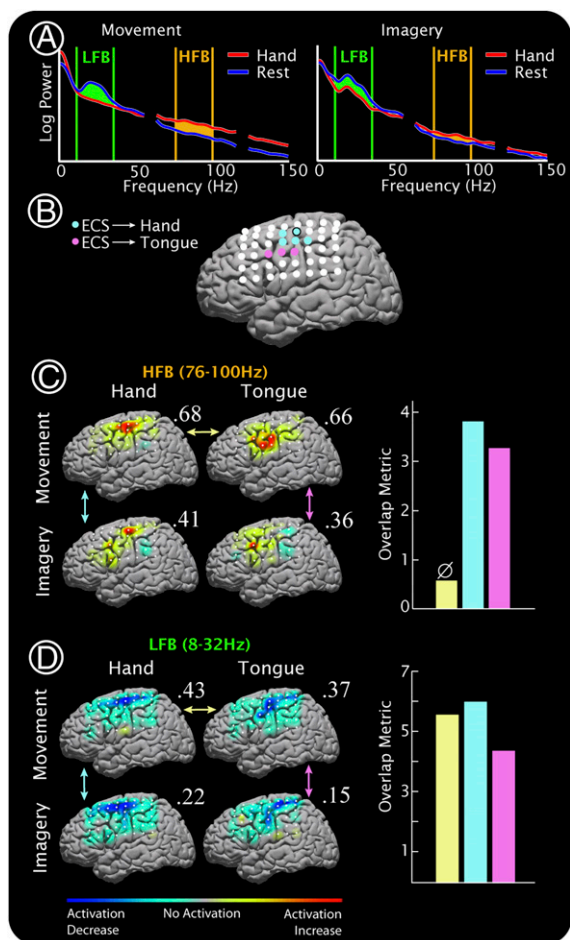 A
Movement
Imagery
LFB
HFB
Hand
Rest
LFB
HFB
Hand
Rest
Log Power
0 50 100 150
0 50 100 150
Frequency (Hz)
Frequency (Hz)
B
ECS → Hand
ECS → Tongue
C
HFB (76-100Hz)
Hand
Tongue
Movement
.68
.66
Imagery
.41
.36
Overlap Metric
4
3
2
1
0
Ø
D
LFB (8-32Hz)
Hand
Tongue
Movement
.43
.37
Imagery
.22
.15
Overlap Metric
7
5
3
1
Activation Decrease
No Activation
Activation Increase